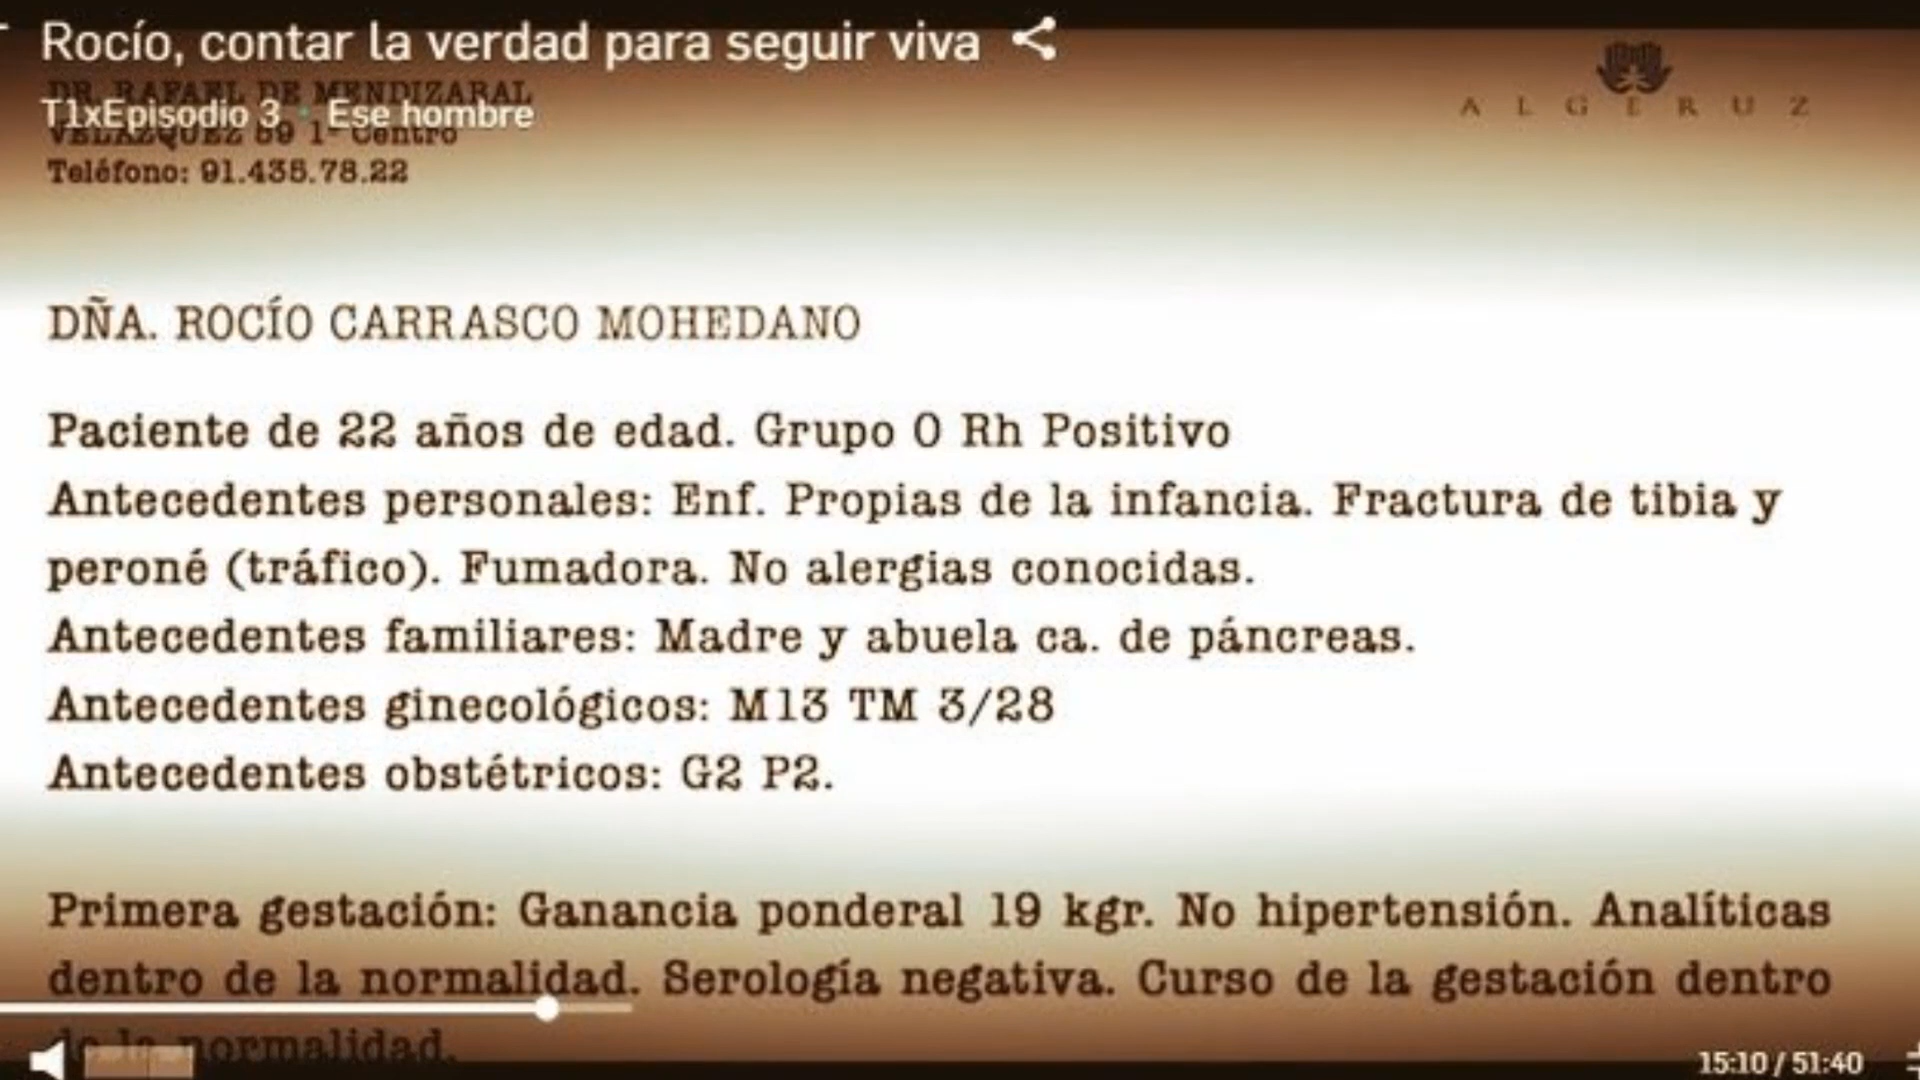 Rocío, contar la verdad para seguir viva
DR. RAFAEL DE MENDIZABAL
T1xEpisodio 3 · Ese hombre
VELAZQUEZ 1º Centro
Teléfono: 91.435.78.22
ALGERUZ
DÑA. ROCÍO CARRASCO MOHEDANO
Paciente de 22 años de edad. Grupo O Rh Positivo
Antecedentes personales: Enf. Propias de la infancia. Fractura de tibia y
peroné (tráfico). Fumadora. No alergias conocidas.
Antecedentes familiares: Madre y abuela ca. de páncreas.
Antecedentes ginecológicos: M13 TM 3/28
Antecedentes obstétricos: G2 P2.
Primera gestación: Ganancia ponderal 19 kgr. No hipertensión. Analíticas
dentro de la normalidad. Serología negativa. Curso de la gestación dentro
de la normalidad.
15:10 / 51:40